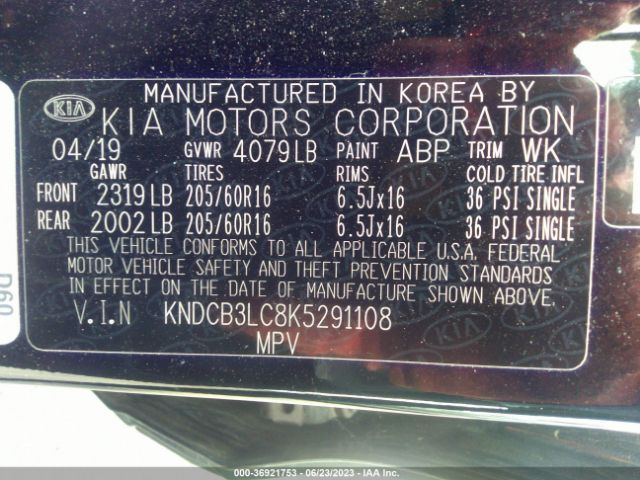 MANUFACTURED IN KOREA BY
KIA KIA MOTORS CORPORATION
04/19 GVWR 4079LB PAINT ABP TRIM WK
GAWR TIRES RIMS COLD TIRE INFL
FRONT 2319LB 205/60R16 6.5Jx16 36 PSI SINGLE
REAR 2002LB 205/60R16 6.5Jx16 36 PSI SINGLE
THIS VEHICLE CONFORMS TO ALL APPLICABLE U.S.A. FEDERAL
MOTOR VEHICLE SAFETY AND THEFT PREVENTION STANDARDS
IN EFFECT ON THE DATE OF MANUFACTURE SHOWN ABOVE.
V.I.N KNDCB3LC8K5291108
MPV
D60
000-36921753 - 06/23/2023 - IAA Inc.